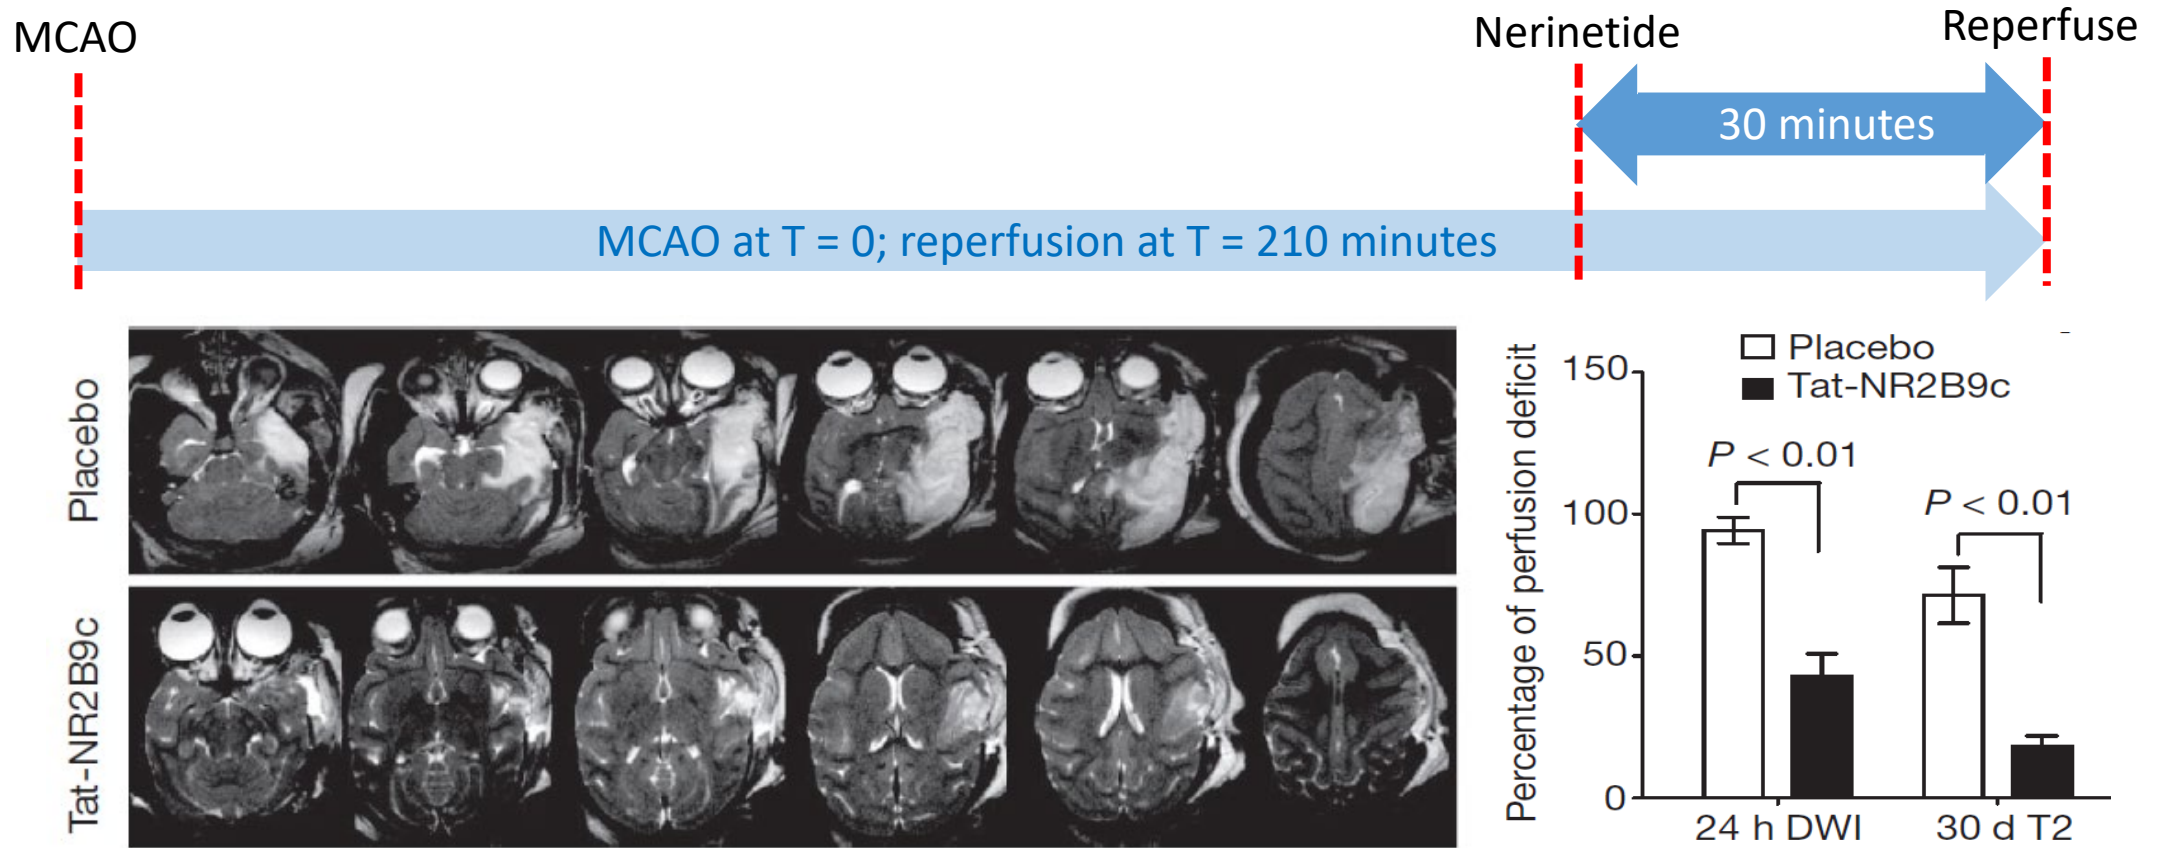 MCAO
Nerinetide
Reperfuse
30 minutes
MCAO at T = 0; reperfusion at T = 210 minutes
Placebo
Tat-NR2B9c
Percentage of perfusion deficit
150
100
50
0
Placebo
Tat-NR2B9c
P < 0.01
P < 0.01
24 h DWI
30 d T2